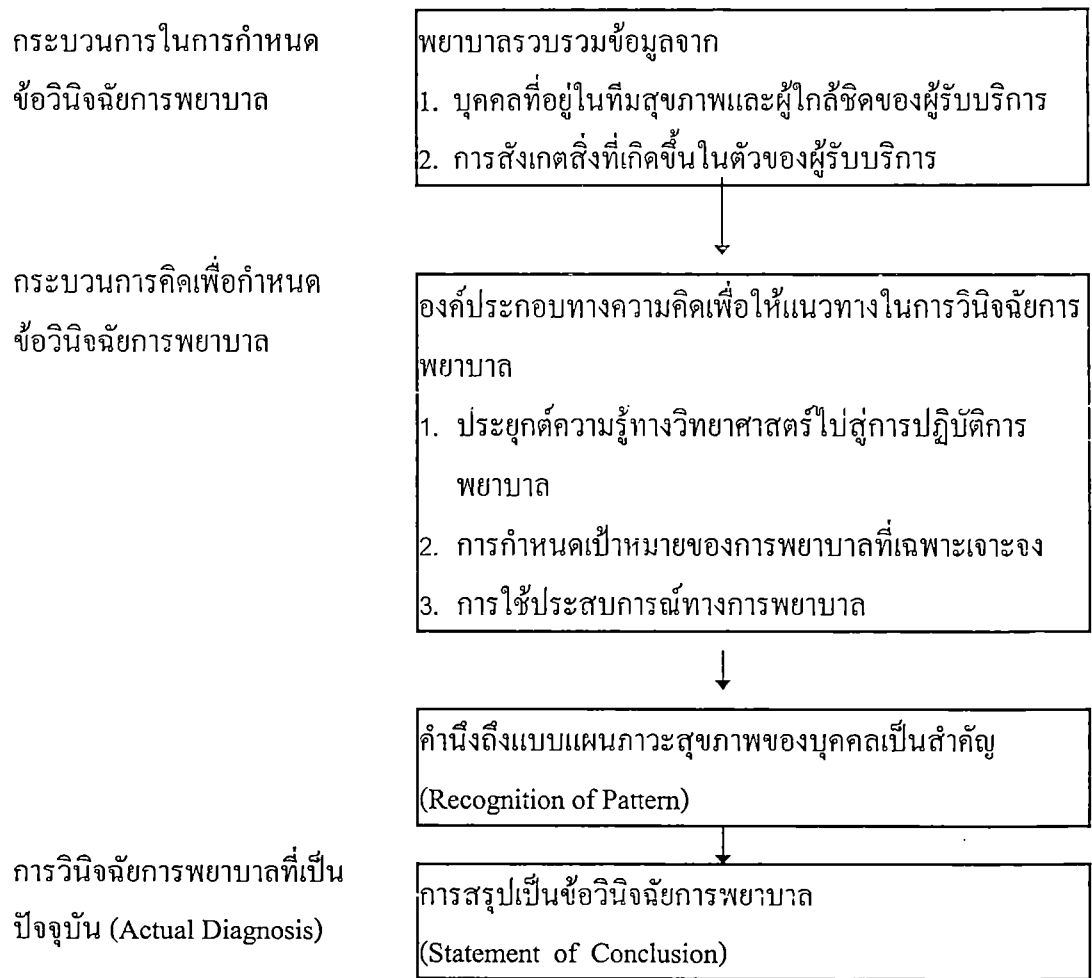 กระบวนการในการกำหนด
ข้อวินิจฉัยการพยาบาล
พยาบาลรวบรวมข้อมูลจาก
1. บุคคลที่อยู่ในทีมสุขภาพและผู้ใกล้ชิดของผู้รับบริการ
2. การสังเกตสิ่งที่เกิดขึ้นในตัวของผู้รับบริการ
กระบวนการคิดเพื่อกำหนด
ข้อวินิจฉัยการพยาบาล
องค์ประกอบทางความคิดเพื่อให้แนวทางในการวินิจฉัยการ
พยาบาล
1. ประยุกต์ความรู้ทางวิทยาศาสตร์ไปสู่การปฏิบัติการ
พยาบาล
2. การกำหนดเป้าหมายของการพยาบาลที่เฉพาะเจาะจง
3. การใช้ประสบการณ์ทางการพยาบาล
คำนึงถึงแบบแผนภาวะสุขภาพของบุคคลเป็นสำคัญ
(Recognition of Pattern)
การวินิจฉัยการพยาบาลที่เป็น
ปัจจุบัน (Actual Diagnosis)
การสรุปเป็นข้อวินิจฉัยการพยาบาล
(Statement of Conclusion)